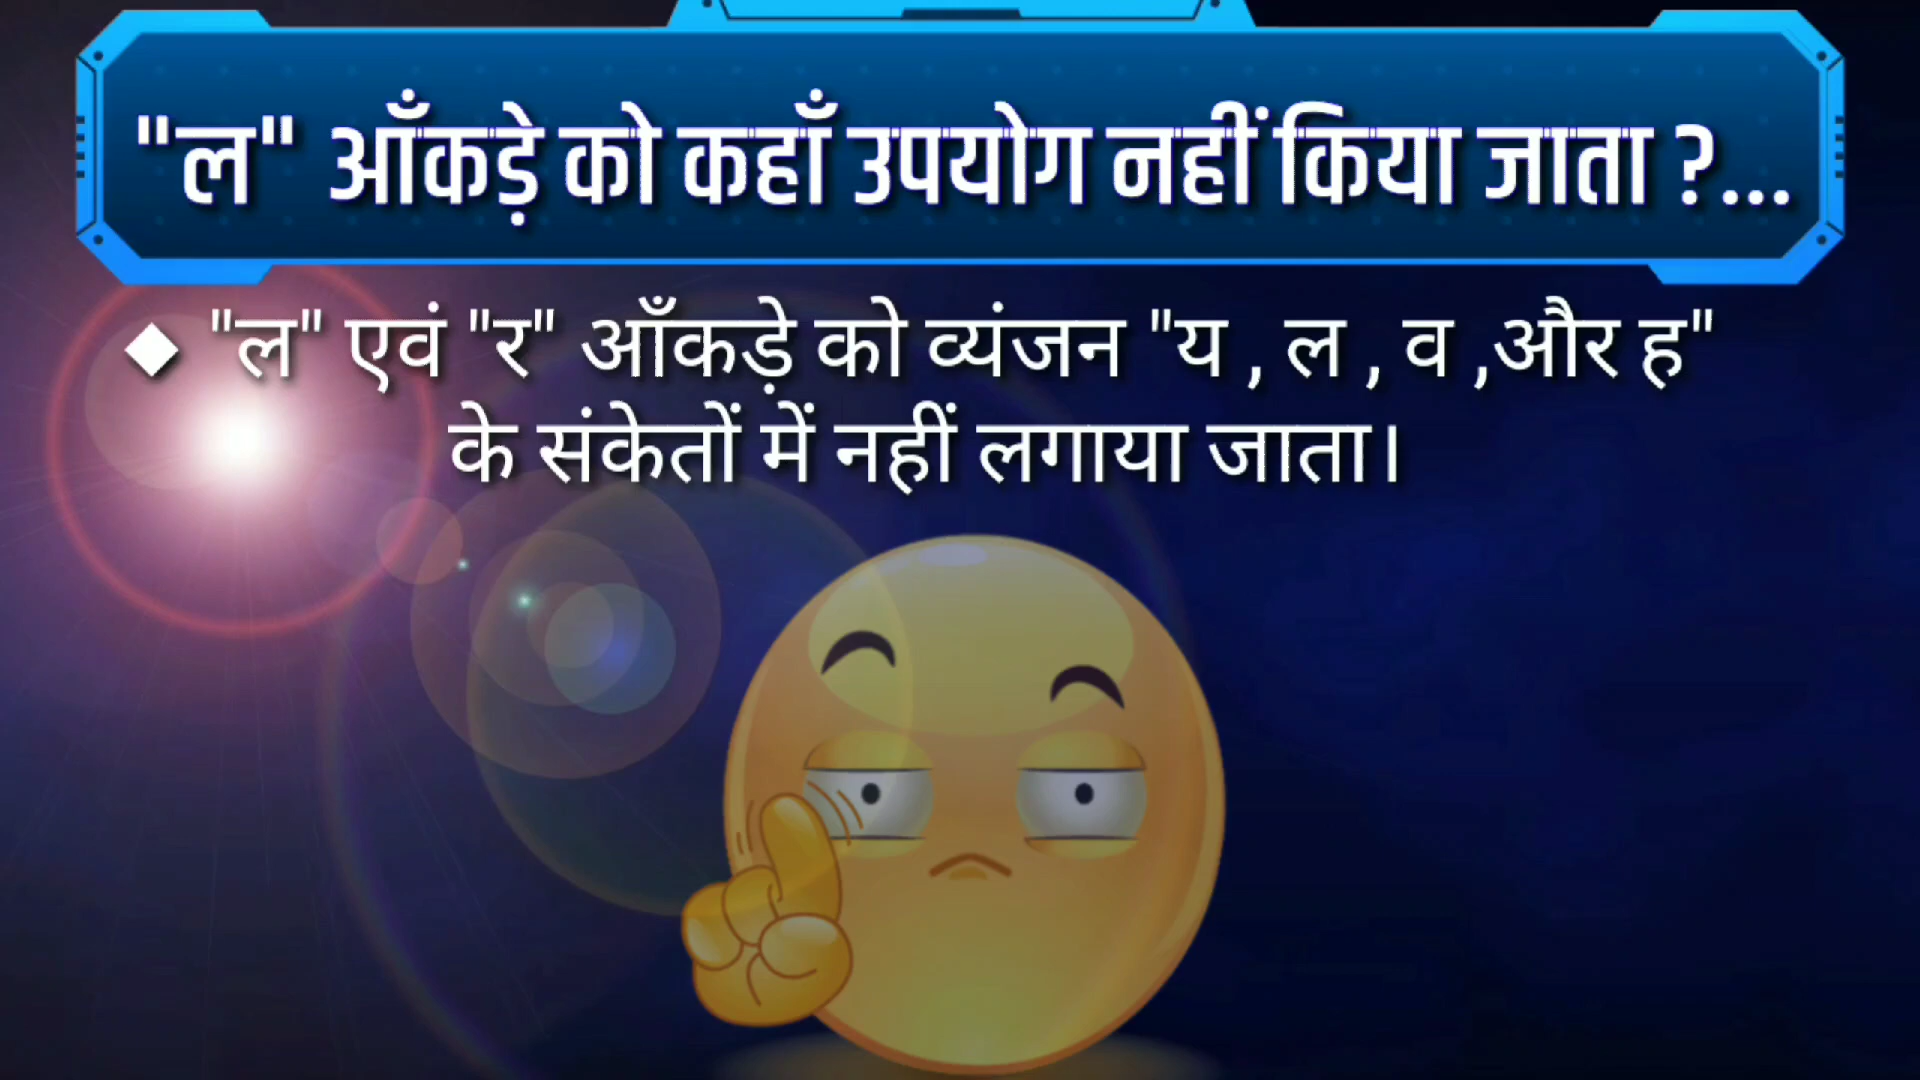 "ल" आँकड़े को कहाँ उपयोग नहीं किया जाता ?...
◆ "ल" एवं "र" आँकड़े को व्यंजन "य , ल , व ,और ह"
के संकेतों में नहीं लगाया जाता।